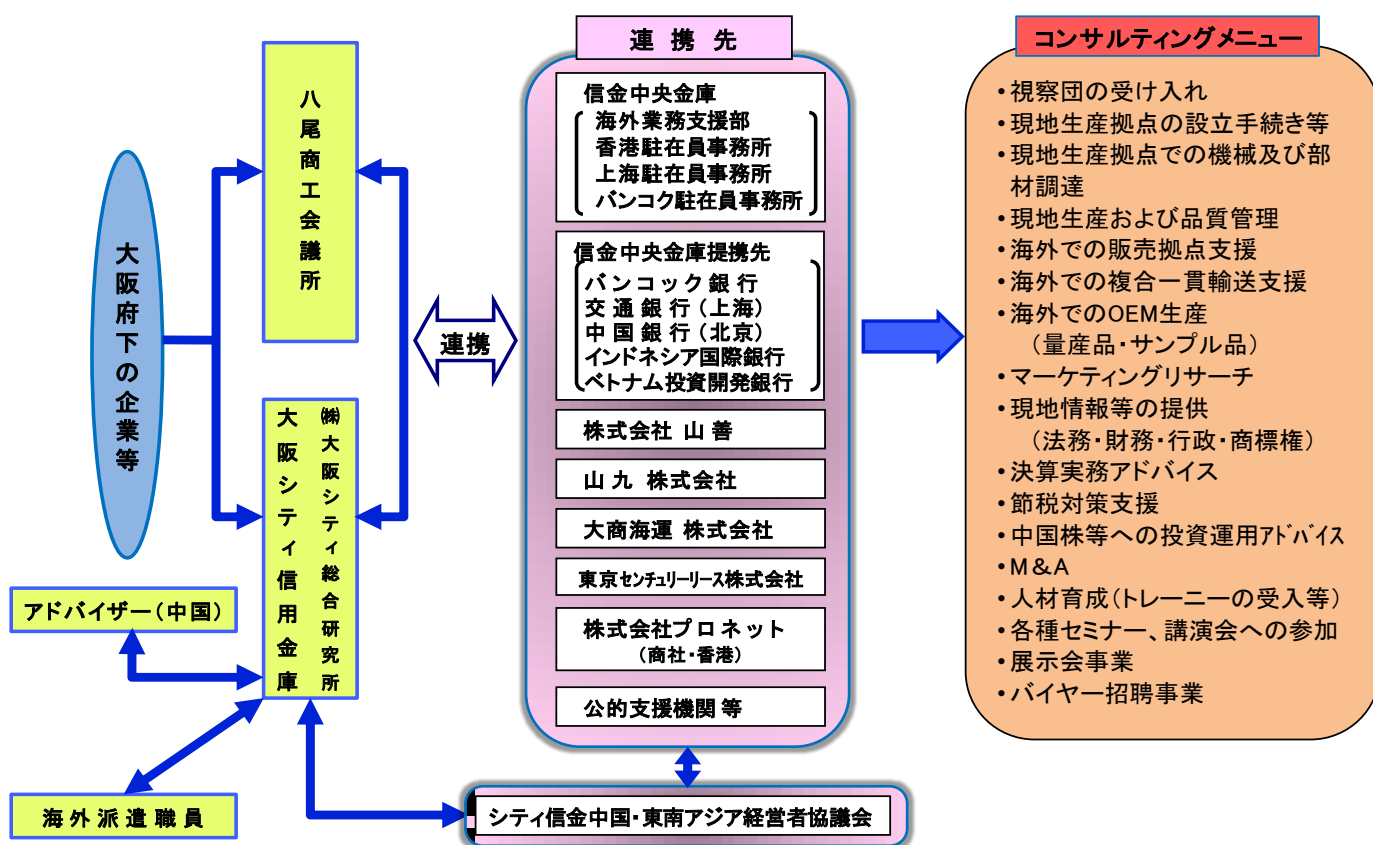 大阪府下の企業等
八尾商工会議所
㈱大阪シティ総合研究所
大阪シティ信用金庫
アドバイザー（中国）
海外派遣職員
連携
連携先
信金中央金庫
海外業務支援部
香港駐在員事務所
上海駐在員事務所
バンコク駐在員事務所
信金中央金庫提携先
バンコック銀行
交通銀行（上海）
中国銀行（北京）
インドネシア国際銀行
ベトナム投資開発銀行
株式会社 山善
山九 株式会社
大商海運 株式会社
東京ｾﾝﾁｭﾘｰﾘｰｽ株式会社
株式会社プロネット
（商社・香港）
公的支援機関等
シティ信金中国・東南アジア経営者協議会
コンサルティングメニュー
・視察団の受け入れ
・現地生産拠点の設立手続き等
・現地生産拠点での機械及び部
材調達
・現地生産および品質管理
・海外での販売拠点支援
・海外での複合一貫輸送支援
・海外でのOEM生産
（量産品・サンプル品）
・マーケティングリサーチ
・現地情報等の提供
（法務・財務・行政・商標権）
・決算実務アドバイス
・節税対策支援
・中国株等への投資運用ｱﾄﾞﾊﾞｲｽ
・M＆A
・人材育成（トレーニーの受入等）
・各種セミナー、講演会への参加
・展示会事業
・バイヤー招聘事業